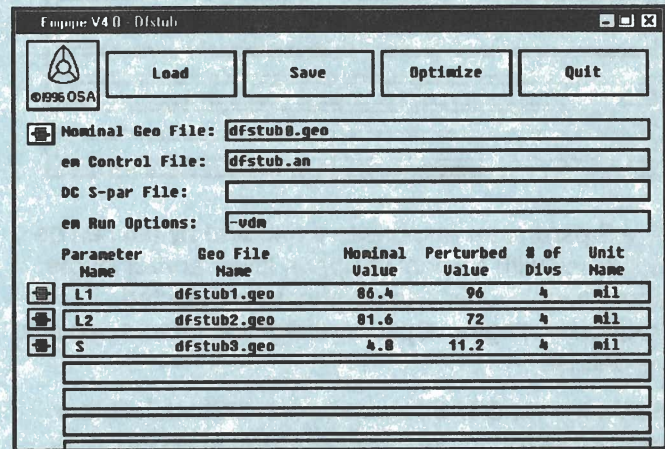 Empipe V4.0 - Dfstub
Load Save Optimize Quit
©1996 OSA
Nominal Geo File: dfstub0.geo
em Control File: dfstub.an
DC S-par File:
em Run Options: -vdm
Parameter Name Geo File Name Nominal Value Perturbed Value # of Divs Unit Name
L1 dfstub1.geo 86.4 96 4 mil
L2 dfstub2.geo 81.6 72 4 mil
S dfstub3.geo 4.8 11.2 4 mil